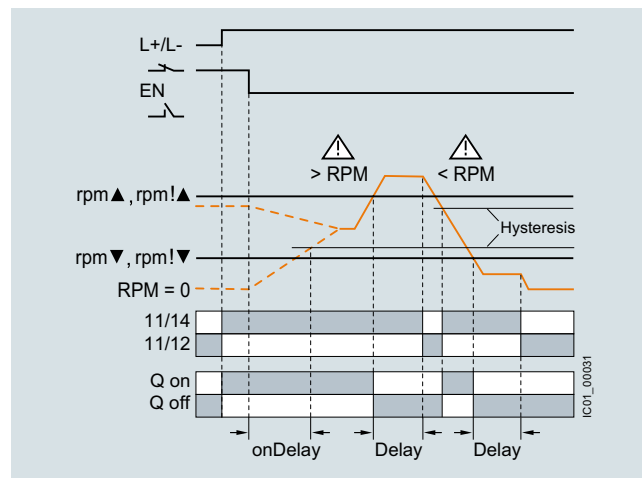 L+/L-
EN
> RPM
< RPM
rpm▲, rpm!▲
Hysteresis
rpm▼, rpm!▼
RPM = 0
11/14
11/12
Q on
Q off
onDelay
Delay
Delay
IC01_00031